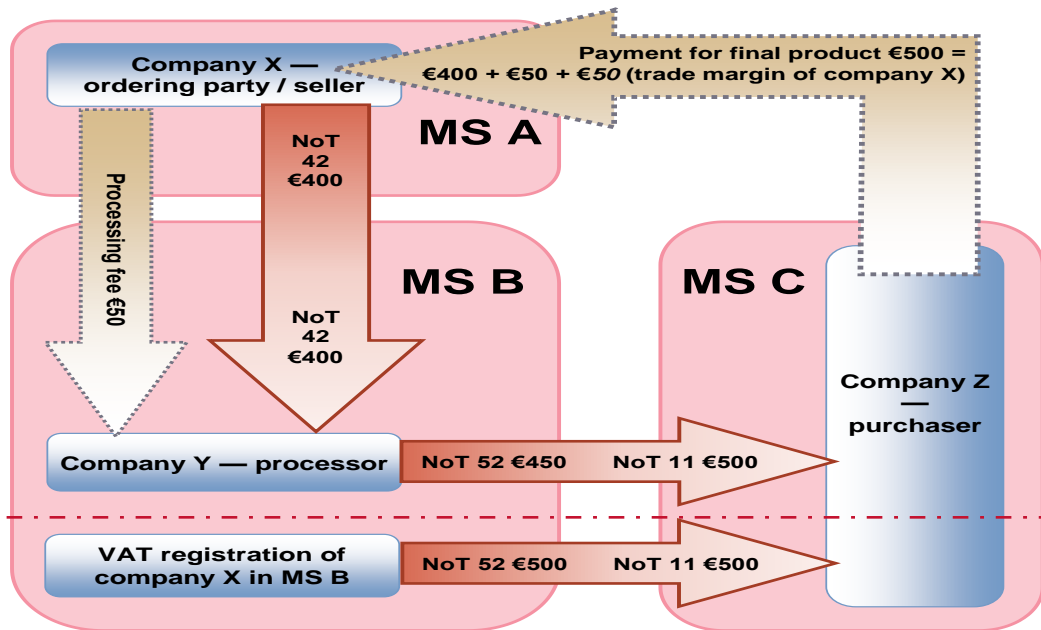 Company X —
ordering party / seller
Payment for final product €500 =
€400 + €50 + €50 (trade margin of company X)
MS A
NoT
42
€400
Processing fee €50
MS B
MS C
NoT
42
€400
Company Z
—
purchaser
Company Y — processor
NoT 52 €450 NoT 11 €500
VAT registration of
company X in MS B
NoT 52 €500 NoT 11 €500